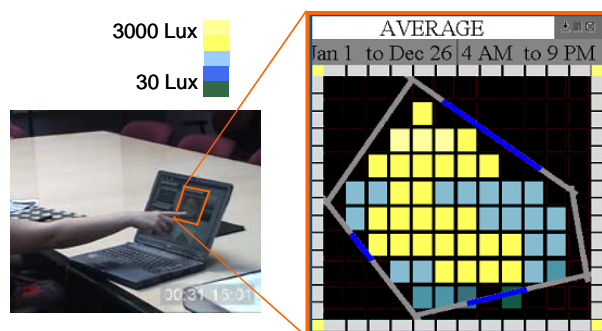 3000 Lux
30 Lux
AVERAGE
Jan 1 to Dec 26 4 AM to 9 PM
00:31 15:01